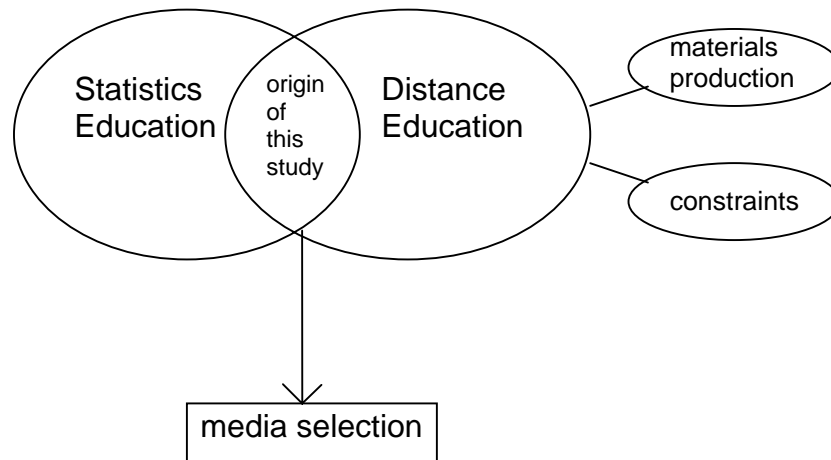 Statistics
Education
origin
of
this
study
Distance
Education
materials
production
constraints
media selection